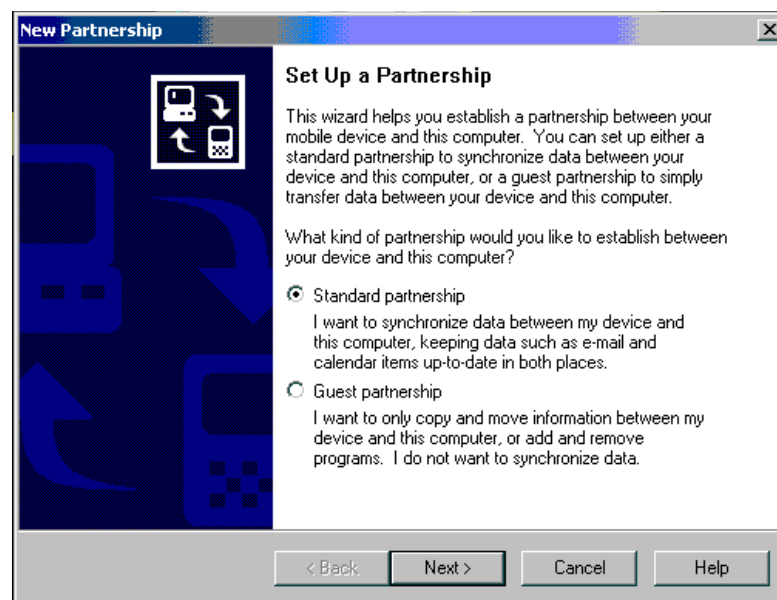 New Partnership
Set Up a Partnership
This wizard helps you establish a partnership between your
mobile device and this computer. You can set up either a
standard partnership to synchronize data between your
device and this computer, or a guest partnership to simply
transfer data between your device and this computer.
What kind of partnership would you like to establish between
your device and this computer?
Standard partnership
I want to synchronize data between my device and
this computer, keeping data such as e-mail and
calendar items up-to-date in both places.
Guest partnership
I want to only copy and move information between my
device and this computer, or add and remove
programs. I do not want to synchronize data.
< Back Next > Cancel Help